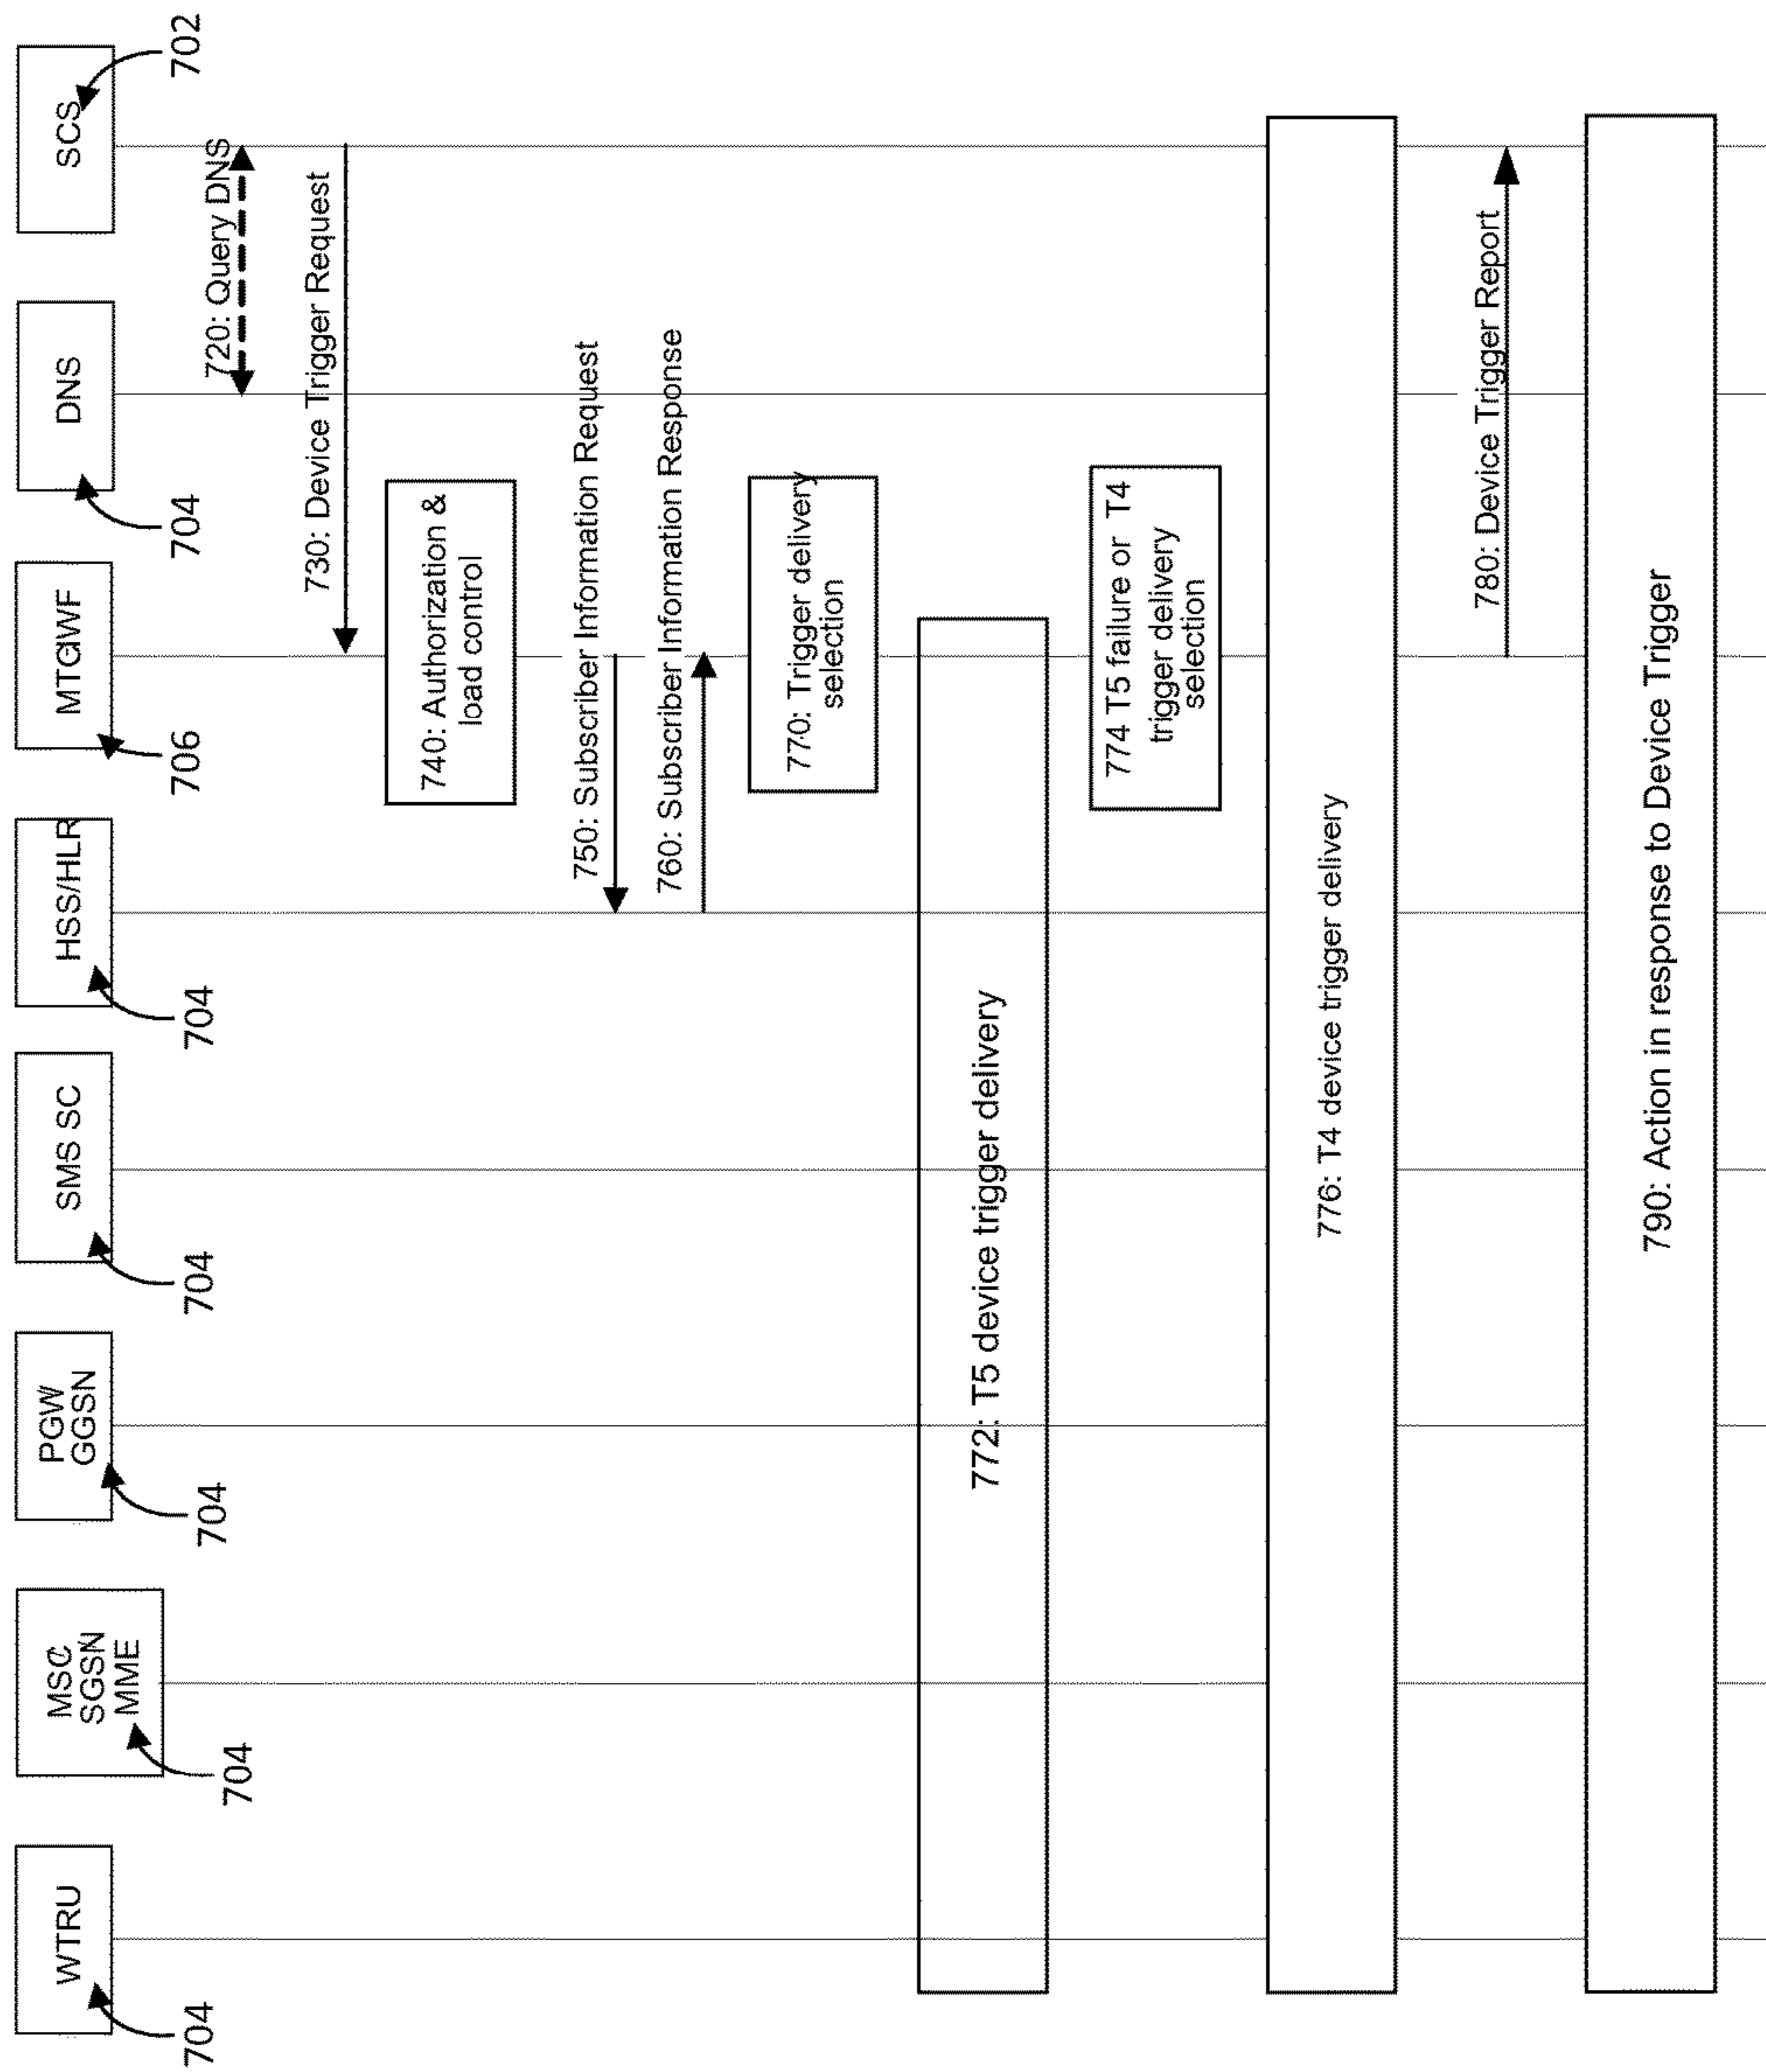 WTRU
704
MSC
SGSN
MME
704
PGW
GGSN
704
SMS SC
704
HSS/HLR
704
MTGWF
706
DNS
704
SCS
702
720: Query DNS
730: Device Trigger Request
740: Authorization &
load control
750: Subscriber Information Request
760: Subscriber Information Response
770: Trigger delivery
selection
772: T5 device trigger delivery
774 T5 failure or T4
trigger delivery
selection
776: T4 device trigger delivery
780: Device Trigger Report
790: Action in response to Device Trigger